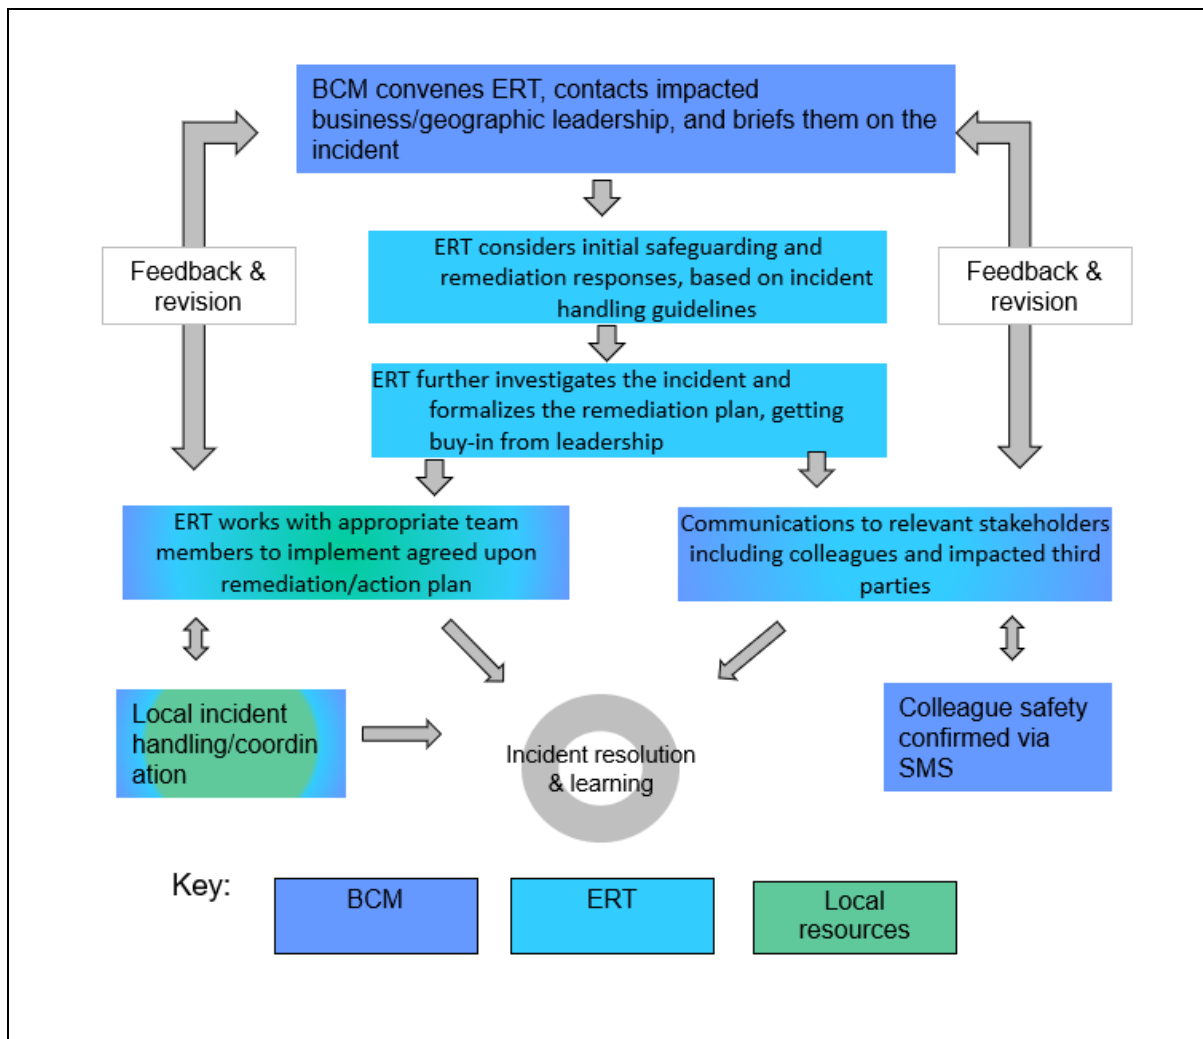 BCM convenes ERT, contacts impacted
business/geographic leadership, and briefs them on the
incident
Feedback &
revision
ERT considers initial safeguarding and
remediation responses, based on incident
handling guidelines
Feedback &
revision
ERT further investigates the incident and
formalizes the remediation plan, getting
buy-in from leadership
ERT works with appropriate team
members to implement agreed upon
remediation/action plan
Communications to relevant stakeholders
including colleagues and impacted third
parties
Local incident
handling/coordin
ation
Incident resolution
& learning
Colleague safety
confirmed via
SMS
Key:
BCM
ERT
Local
resources